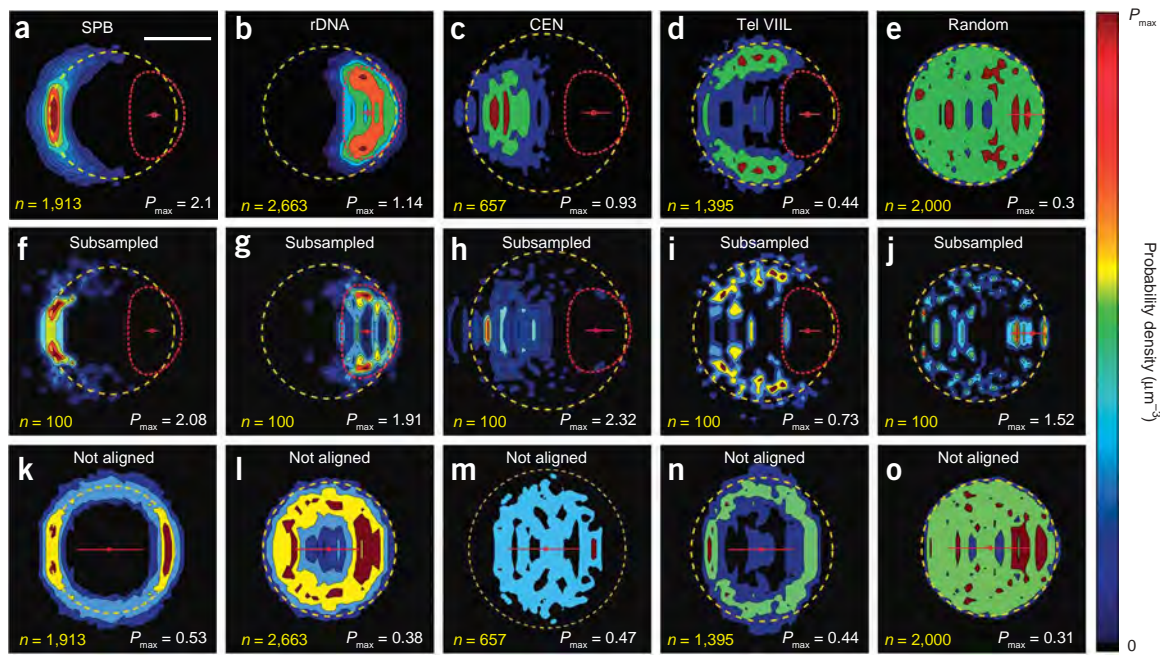 a SPB
b rDNA
c CEN
d Tel VIIL
e Random
n = 1,913 Pmax = 2.1
n = 2,663 Pmax = 1.14
n = 657 Pmax = 0.93
n = 1,395 Pmax = 0.44
n = 2,000 Pmax = 0.3
f Subsampled
g Subsampled
h Subsampled
i Subsampled
j Subsampled
n = 100 Pmax = 2.08
n = 100 Pmax = 1.91
n = 100 Pmax = 2.32
n = 100 Pmax = 0.73
n = 100 Pmax = 1.52
k Not aligned
l Not aligned
m Not aligned
n Not aligned
o Not aligned
n = 1,913 Pmax = 0.53
n = 2,663 Pmax = 0.38
n = 657 Pmax = 0.47
n = 1,395 Pmax = 0.44
n = 2,000 Pmax = 0.31
Pmax
Probability density (μm⁻³)
0